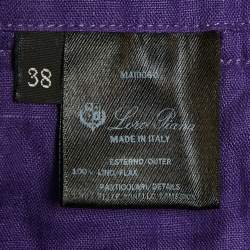 38
Loro Piana
MADE IN ITALY
ESTERNO/OUTER
100% LINO, FLAX
PARTICOLARI/DETAILS